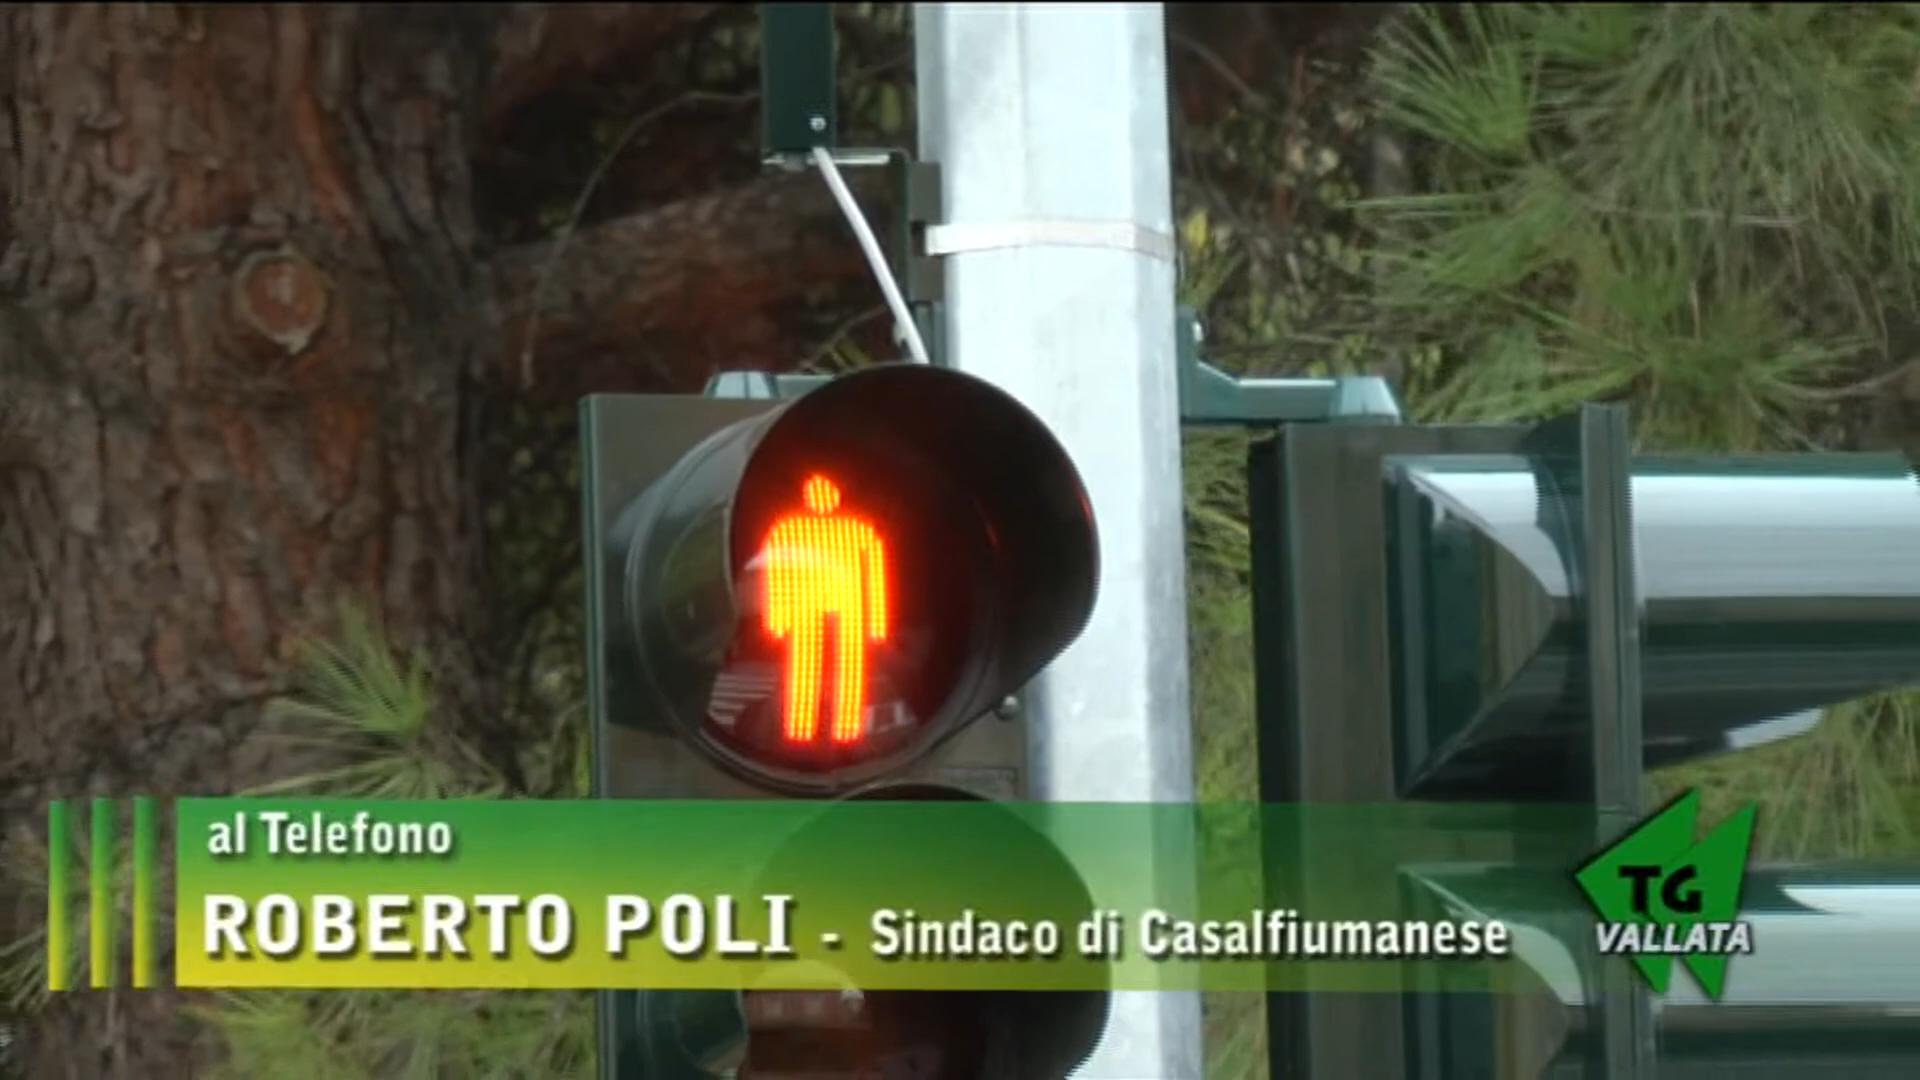 al Telefono
ROBERTO POLI - Sindaco di Casalfiumanese
TG
VALLATA